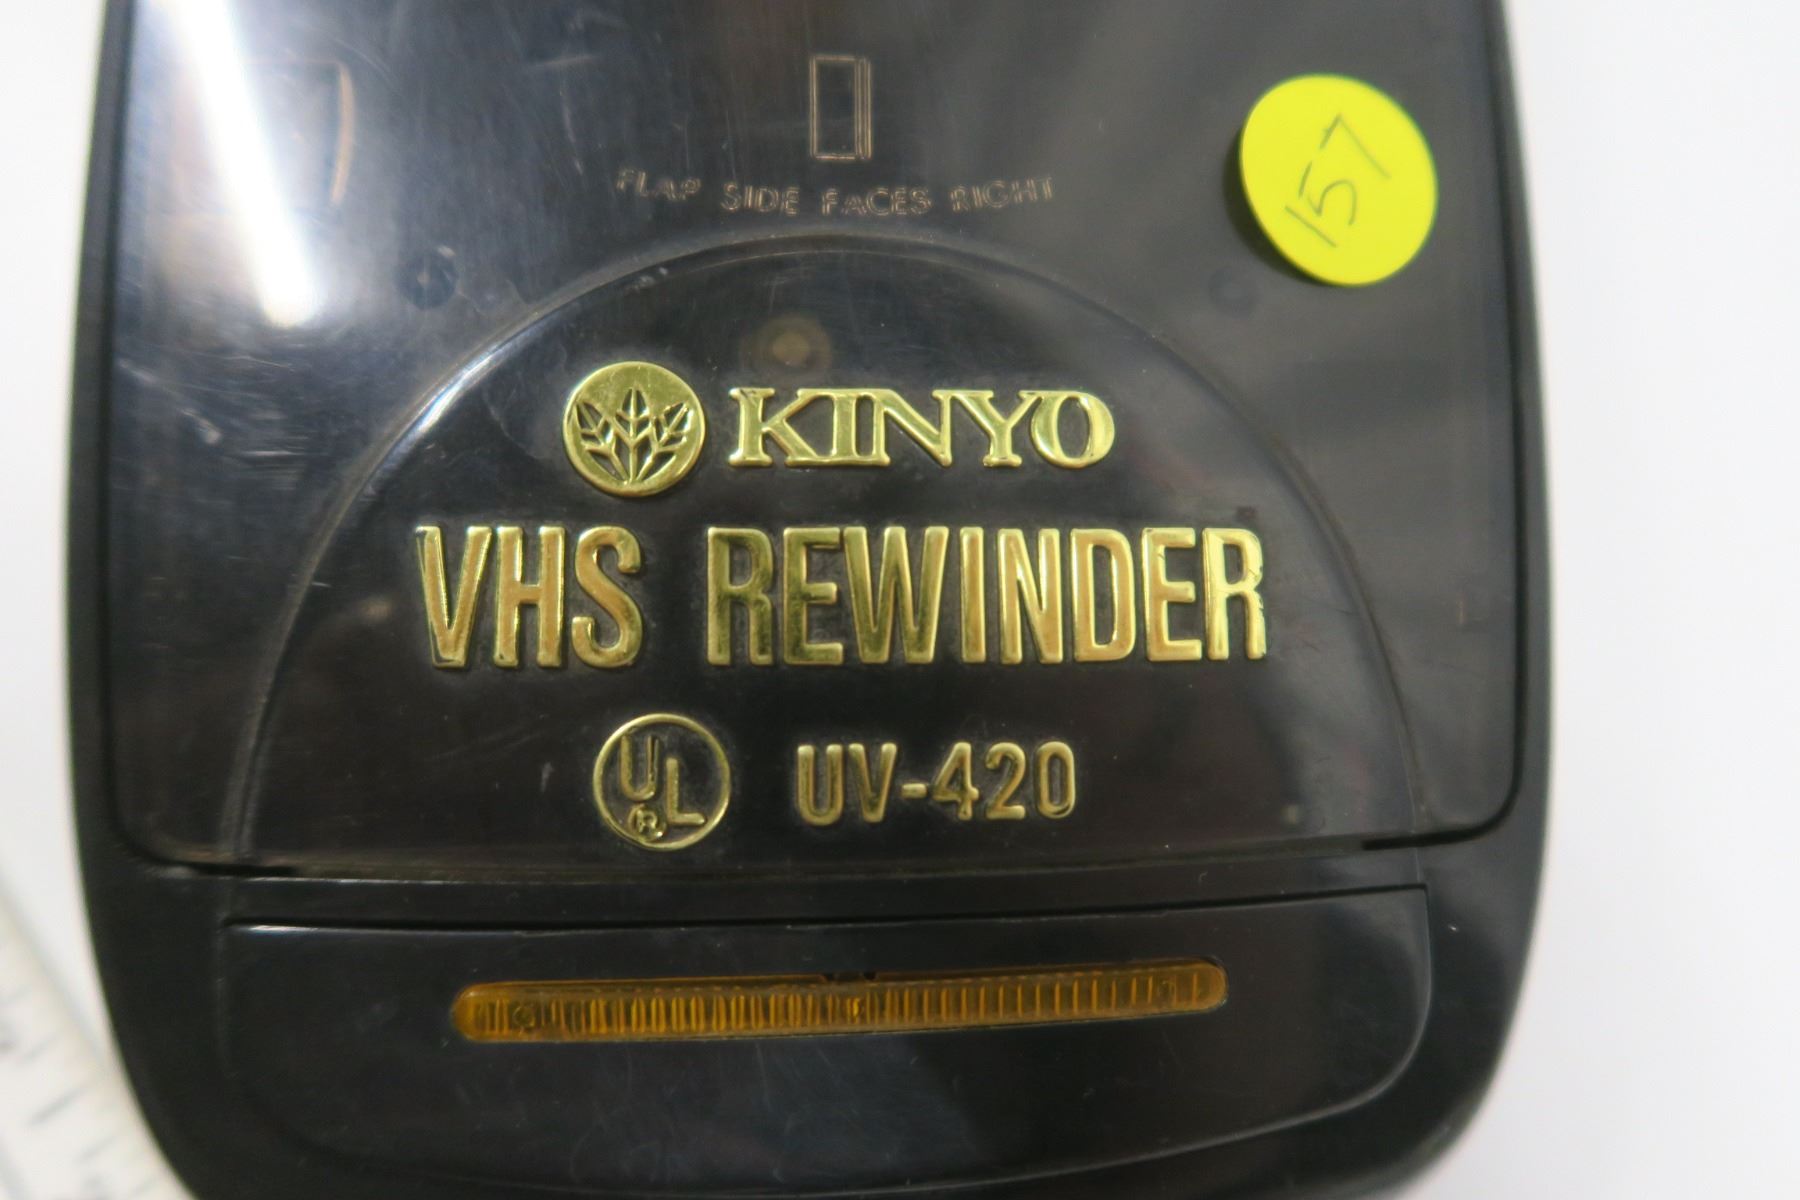 157
FLAP SIDE FACES RIGHT
KINYO
VHS REWINDER
UL® UV-420